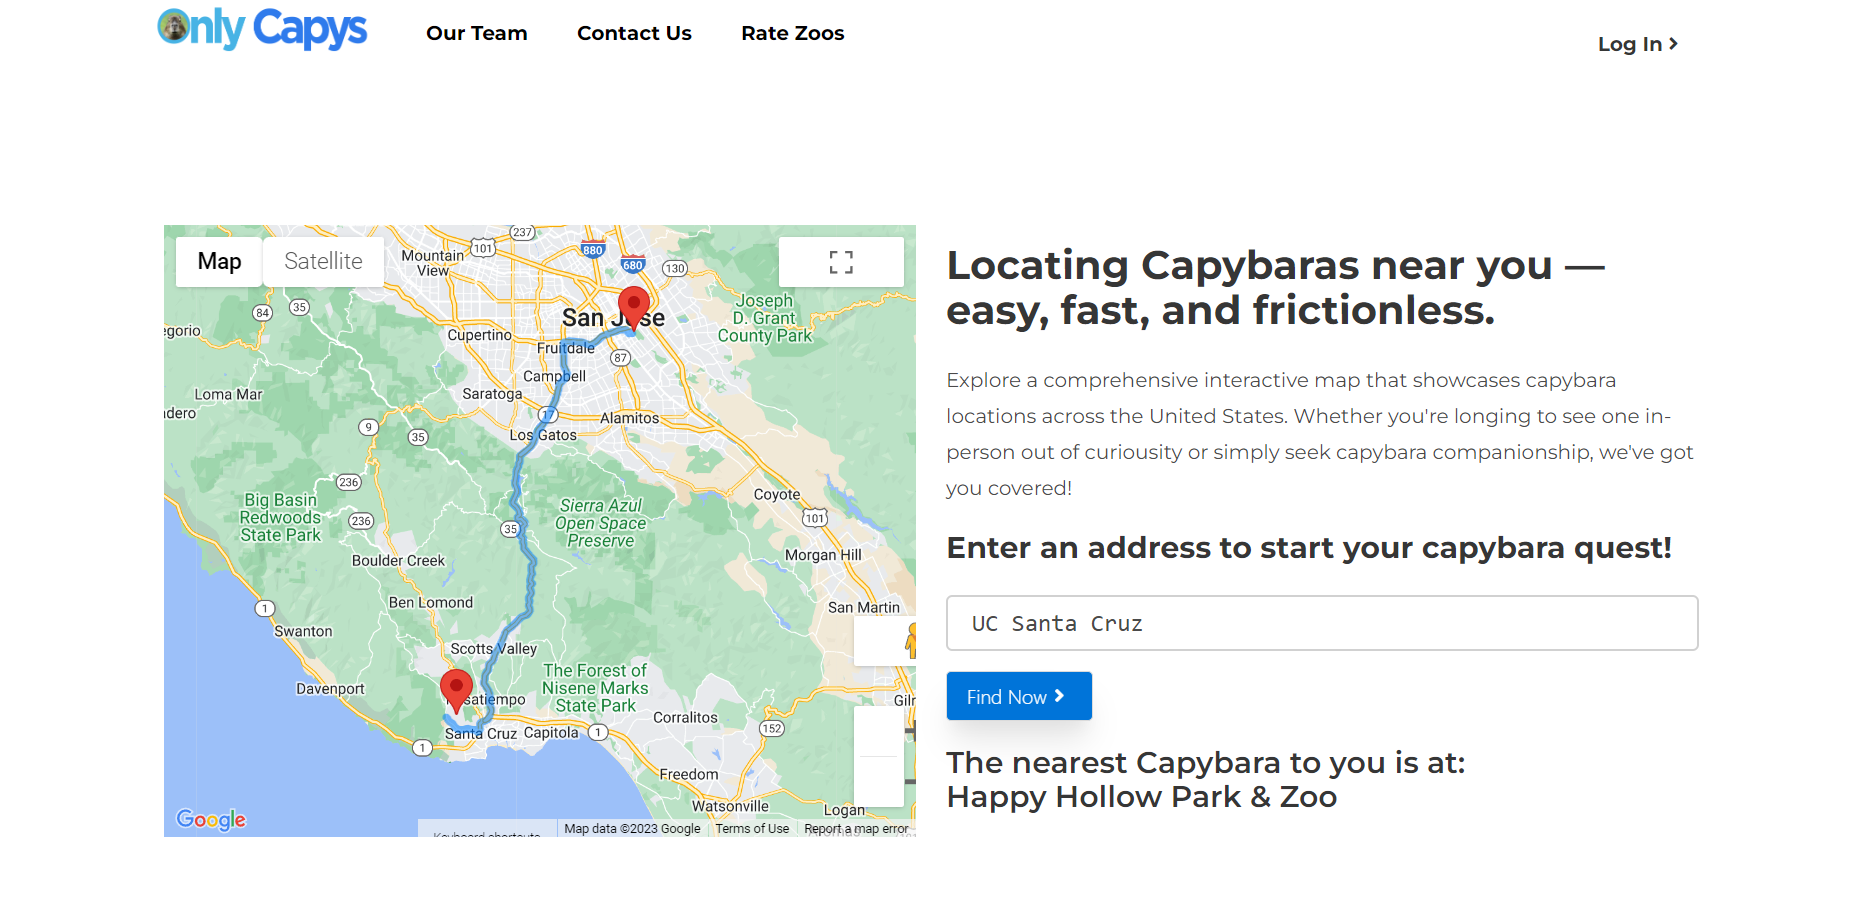 Only Capys
Our Team
Contact Us
Rate Zoos
Log In
Map
Satellite
237
101
880
680
130
Mountain
View
Joseph
D. Grant
County Park
84
35
San Jose
egorio
Cupertino
Fruitdale
87
Campbell
Loma Mar
Saratoga
adero
17
Alamitos
9
35
Los Gatos
236
Big Basin
Redwoods
State Park
236
Coyote
Sierra Azul
Open Space
Preserve
101
35
Boulder Creek
Morgan Hill
Ben Lomond
1
San Martin
Swanton
Scotts Valley
The Forest of
Nisene Marks
State Park
Davenport
satiempo
Gilr
Corralitos
152
Santa Cruz
Capitola
1
1
Freedom
Watsonville
Logan
Google
Keyboard shortcuts
Map data ©2023 Google
Terms of Use
Report a map error
Locating Capybaras near you —
easy, fast, and frictionless.
Explore a comprehensive interactive map that showcases capybara
locations across the United States. Whether you're longing to see one in-
person out of curiousity or simply seek capybara companionship, we've got
you covered!
Enter an address to start your capybara quest!
UC Santa Cruz
Find Now
The nearest Capybara to you is at:
Happy Hollow Park & Zoo